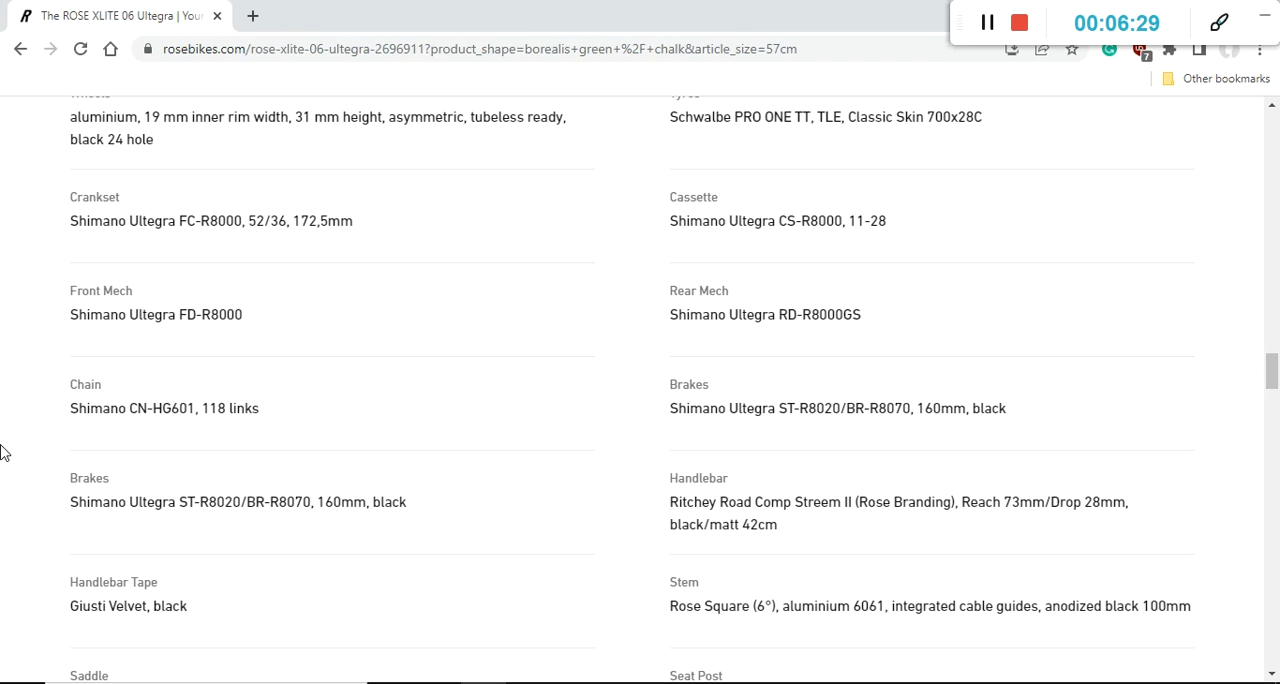 The ROSE XLITE 06 Ultegra | Your
rosebikes.com/rose-xlite-06-ultegra-2696911?product_shape=borealis+green+%2F+chalk&article_size=57cm
00:06:29
7
Other bookmarks
Wheels
aluminium, 19 mm inner rim width, 31 mm height, asymmetric, tubeless ready,
black 24 hole
Tyres
Schwalbe PRO ONE TT, TLE, Classic Skin 700x28C
Crankset
Shimano Ultegra FC-R8000, 52/36, 172,5mm
Cassette
Shimano Ultegra CS-R8000, 11-28
Front Mech
Shimano Ultegra FD-R8000
Rear Mech
Shimano Ultegra RD-R8000GS
Chain
Shimano CN-HG601, 118 links
Brakes
Shimano Ultegra ST-R8020/BR-R8070, 160mm, black
Brakes
Shimano Ultegra ST-R8020/BR-R8070, 160mm, black
Handlebar
Ritchey Road Comp Streem II (Rose Branding), Reach 73mm/Drop 28mm,
black/matt 42cm
Handlebar Tape
Giusti Velvet, black
Stem
Rose Square (6°), aluminium 6061, integrated cable guides, anodized black 100mm
Saddle
Seat Post